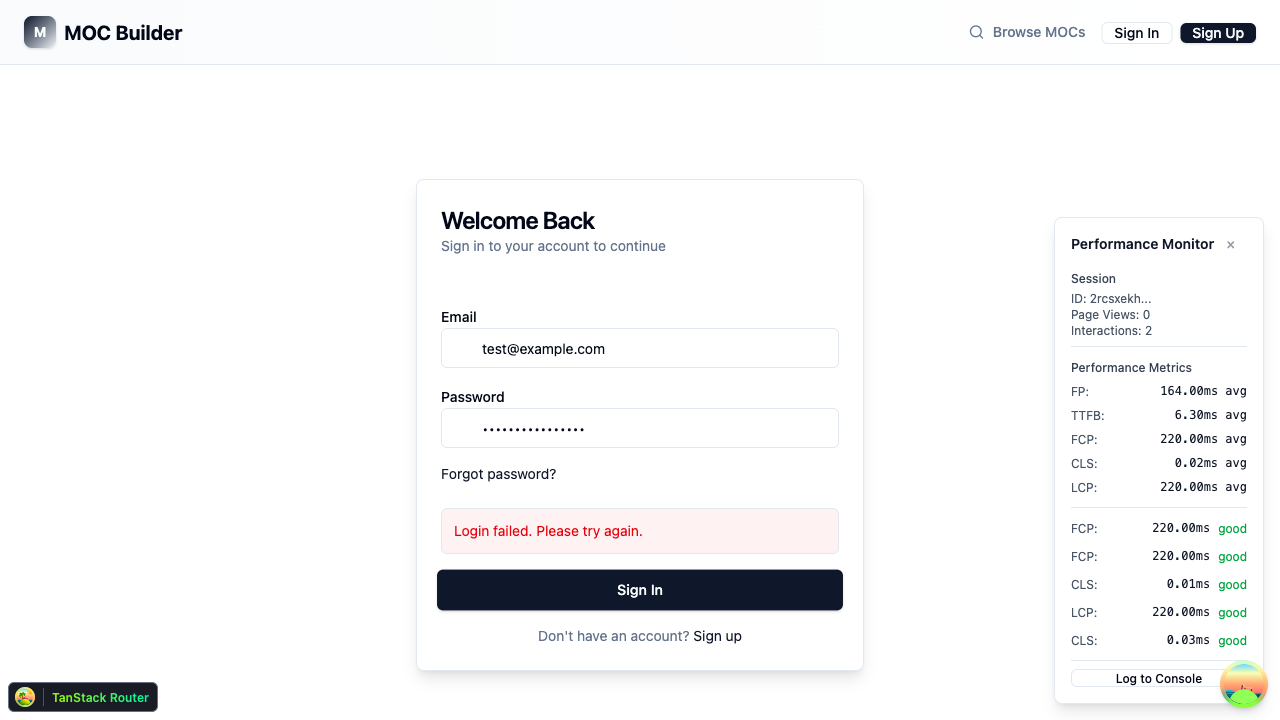 M MOC Builder
Browse MOCs
Sign In
Sign Up
Welcome Back
Sign in to your account to continue
Email
test@example.com
Password
••••••••••••••••
Forgot password?
Login failed. Please try again.
Sign In
Don't have an account? Sign up
Performance Monitor ×
Session
ID: 2rcsxekh...
Page Views: 0
Interactions: 2
Performance Metrics
FP: 164.00ms avg
TTFB: 6.30ms avg
FCP: 220.00ms avg
CLS: 0.02ms avg
LCP: 220.00ms avg
FCP: 220.00ms good
FCP: 220.00ms good
CLS: 0.01ms good
LCP: 220.00ms good
CLS: 0.03ms good
Log to Console
TanStack Router